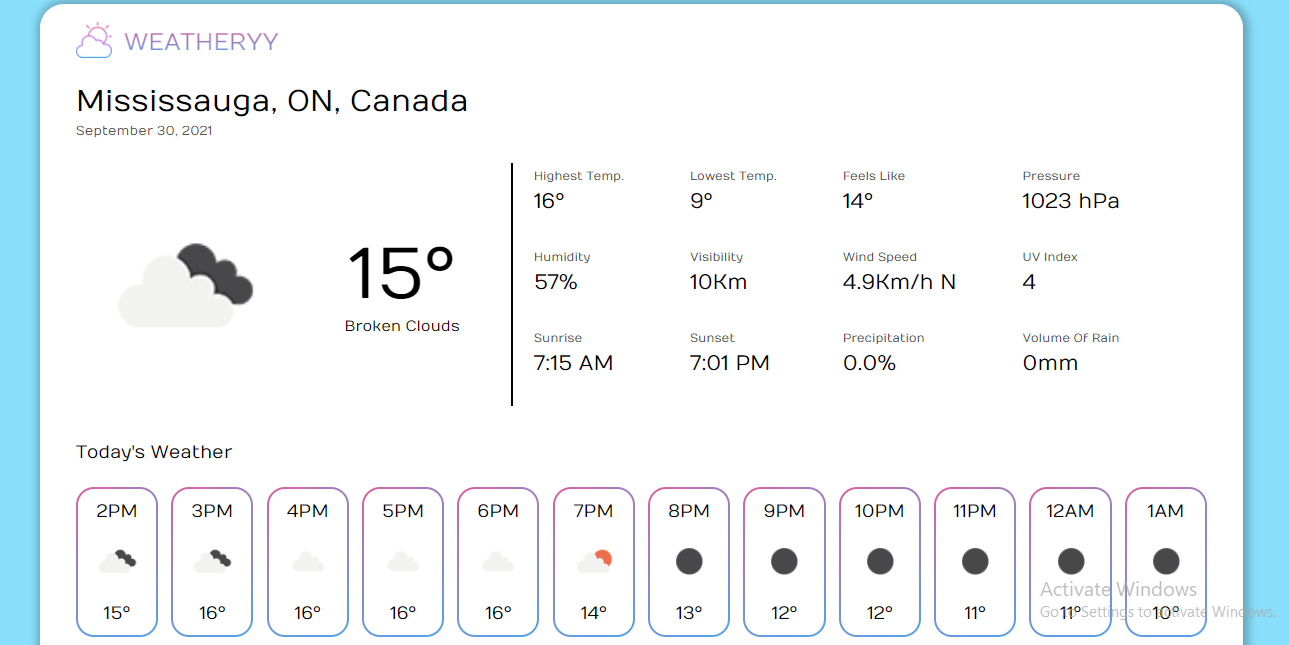 WEATHERYY
Mississauga, ON, Canada
September 30, 2021
15°
Broken Clouds
Highest Temp. Lowest Temp. Feels Like Pressure
16° 9° 14° 1023 hPa
Humidity Visibility Wind Speed UV Index
57% 10Km 4.9Km/h N 4
Sunrise Sunset Precipitation Volume Of Rain
7:15 AM 7:01 PM 0.0% 0mm
Today's Weather
2PM 3PM 4PM 5PM 6PM 7PM 8PM 9PM 10PM 11PM 12AM 1AM
15° 16° 16° 16° 16° 14° 13° 12° 12° 11° 11° 10°
Activate Windows
Go to Settings to activate Windows.